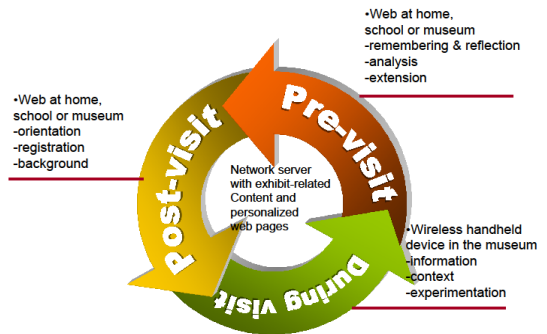 •Web at home,
school or museum
-remembering & reflection
-analysis
-extension
•Web at home,
school or museum
-orientation
-registration
-background
Pre-visit
Post-visit
Network server
with exhibit-related
Content and
personalized
web pages
•Wireless handheld
device in the museum
-information
-context
-experimentation
During visit